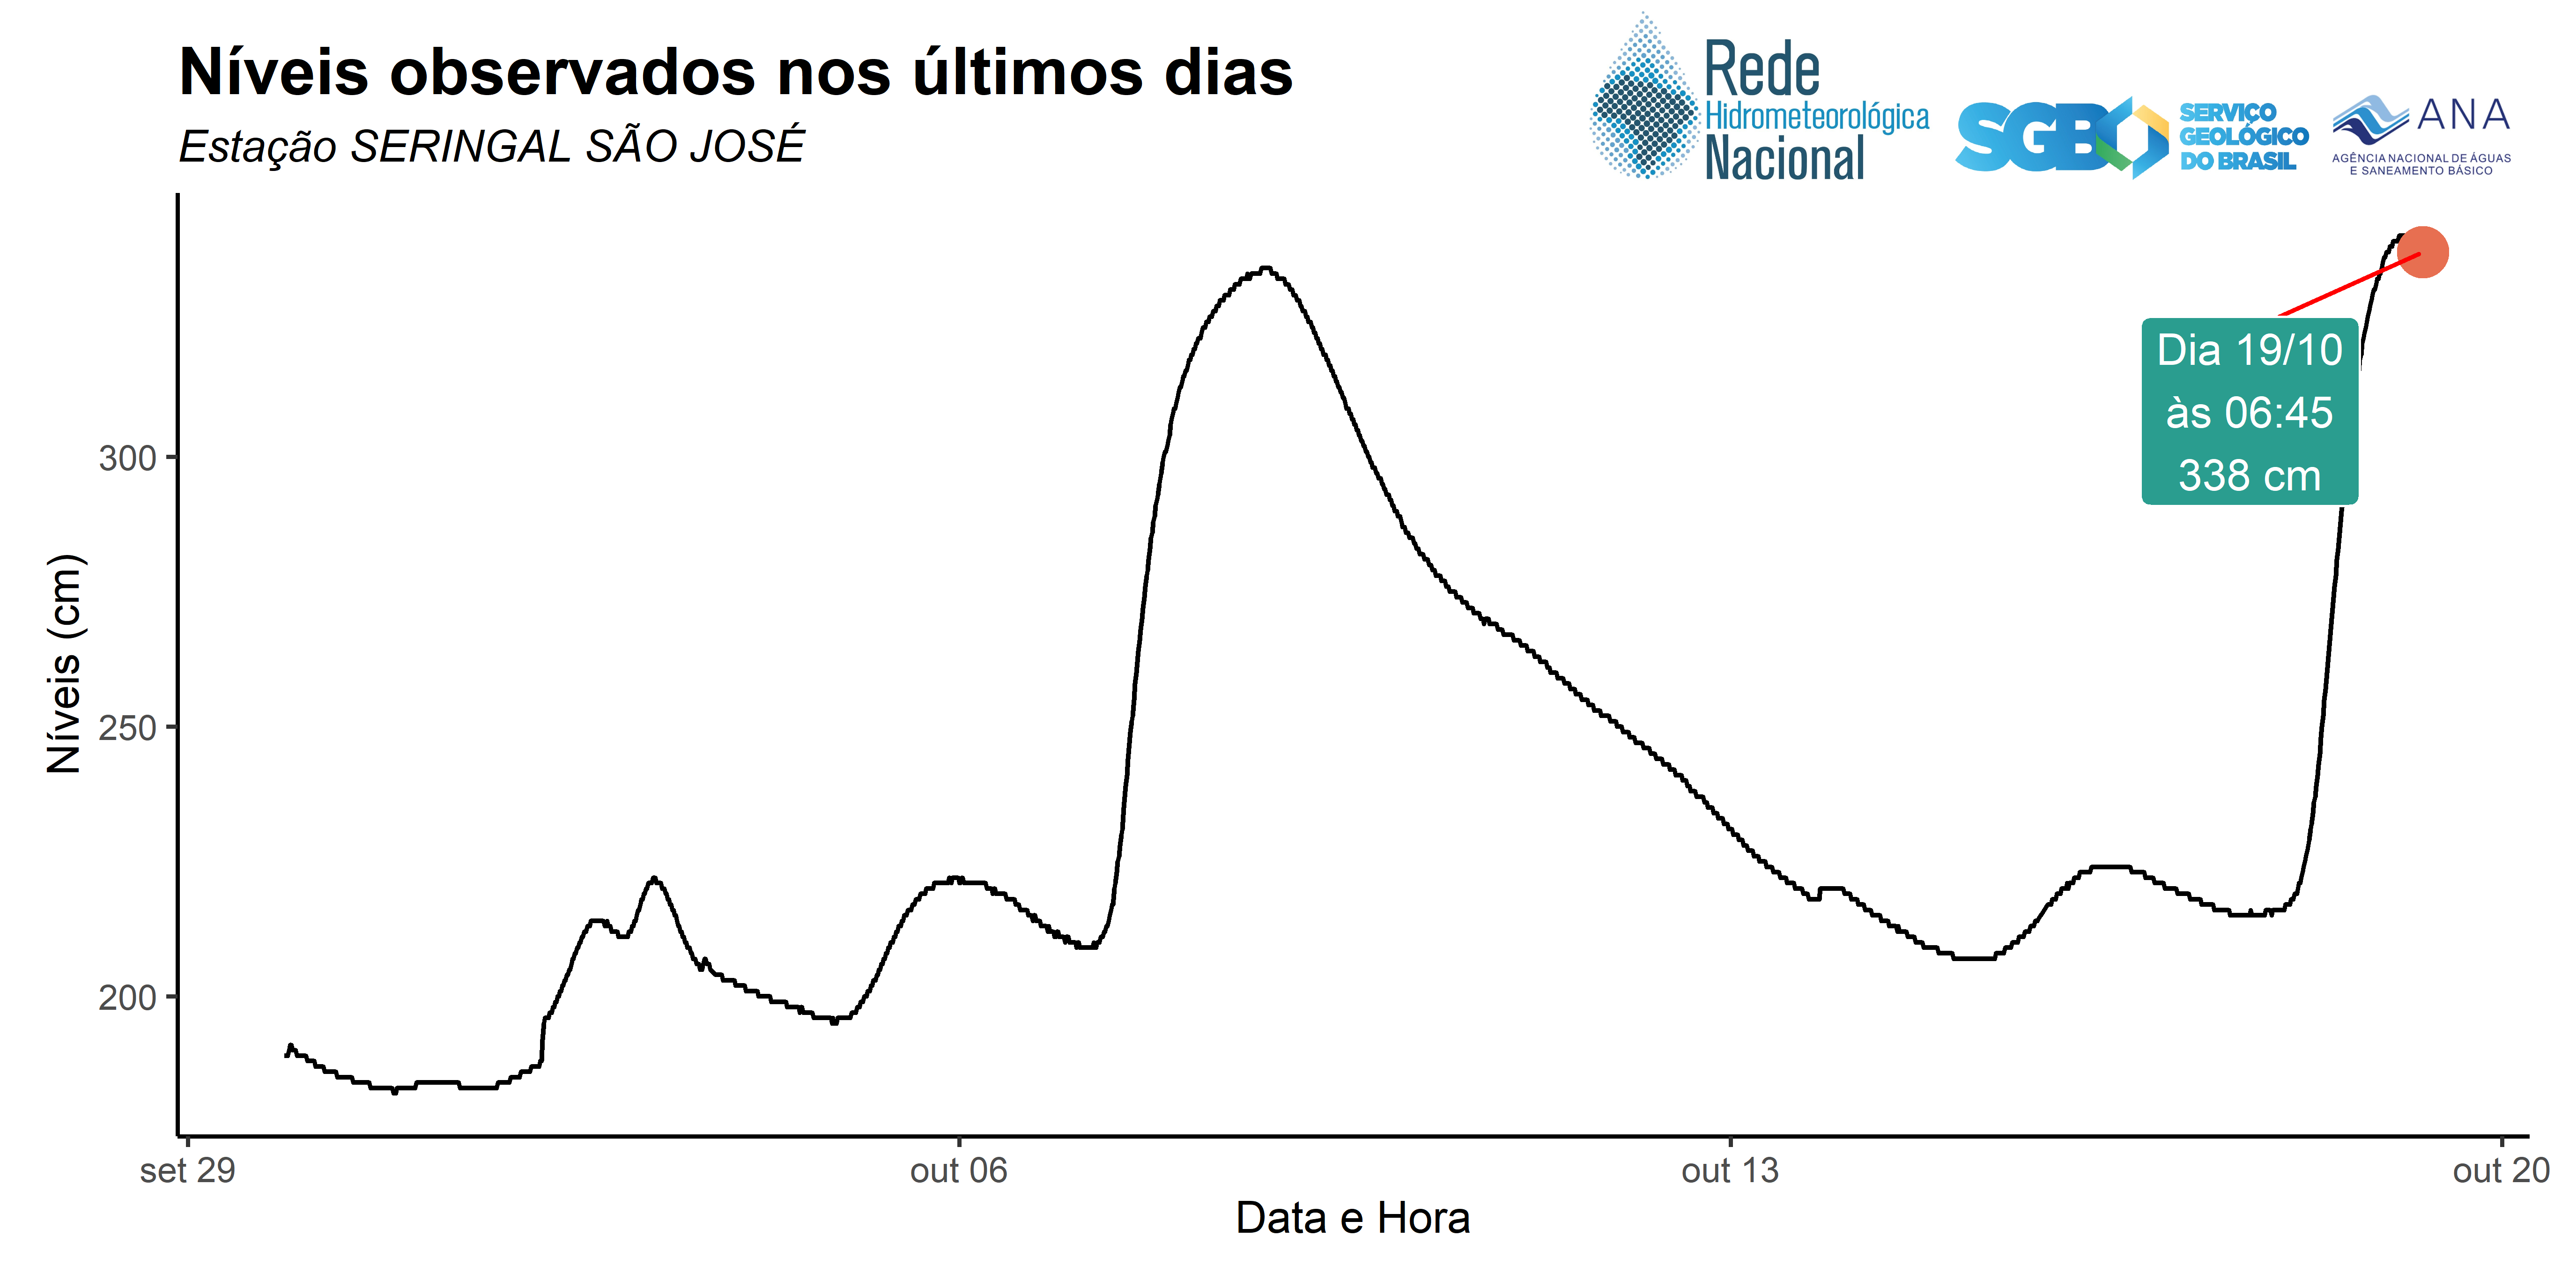 Níveis observados nos últimos dias
Estação SERINGAL SÃO JOSÉ
Rede
Hidrometeorológica
Nacional
SGB
SERVIÇO
GEOLÓGICO
DO BRASIL
ANA
AGÊNCIA NACIONAL DE ÁGUAS
E SANEAMENTO BÁSICO
Dia 19/10
às 06:45
338 cm
Níveis (cm)
300
250
200
set 29
out 06
out 13
out 20
Data e Hora